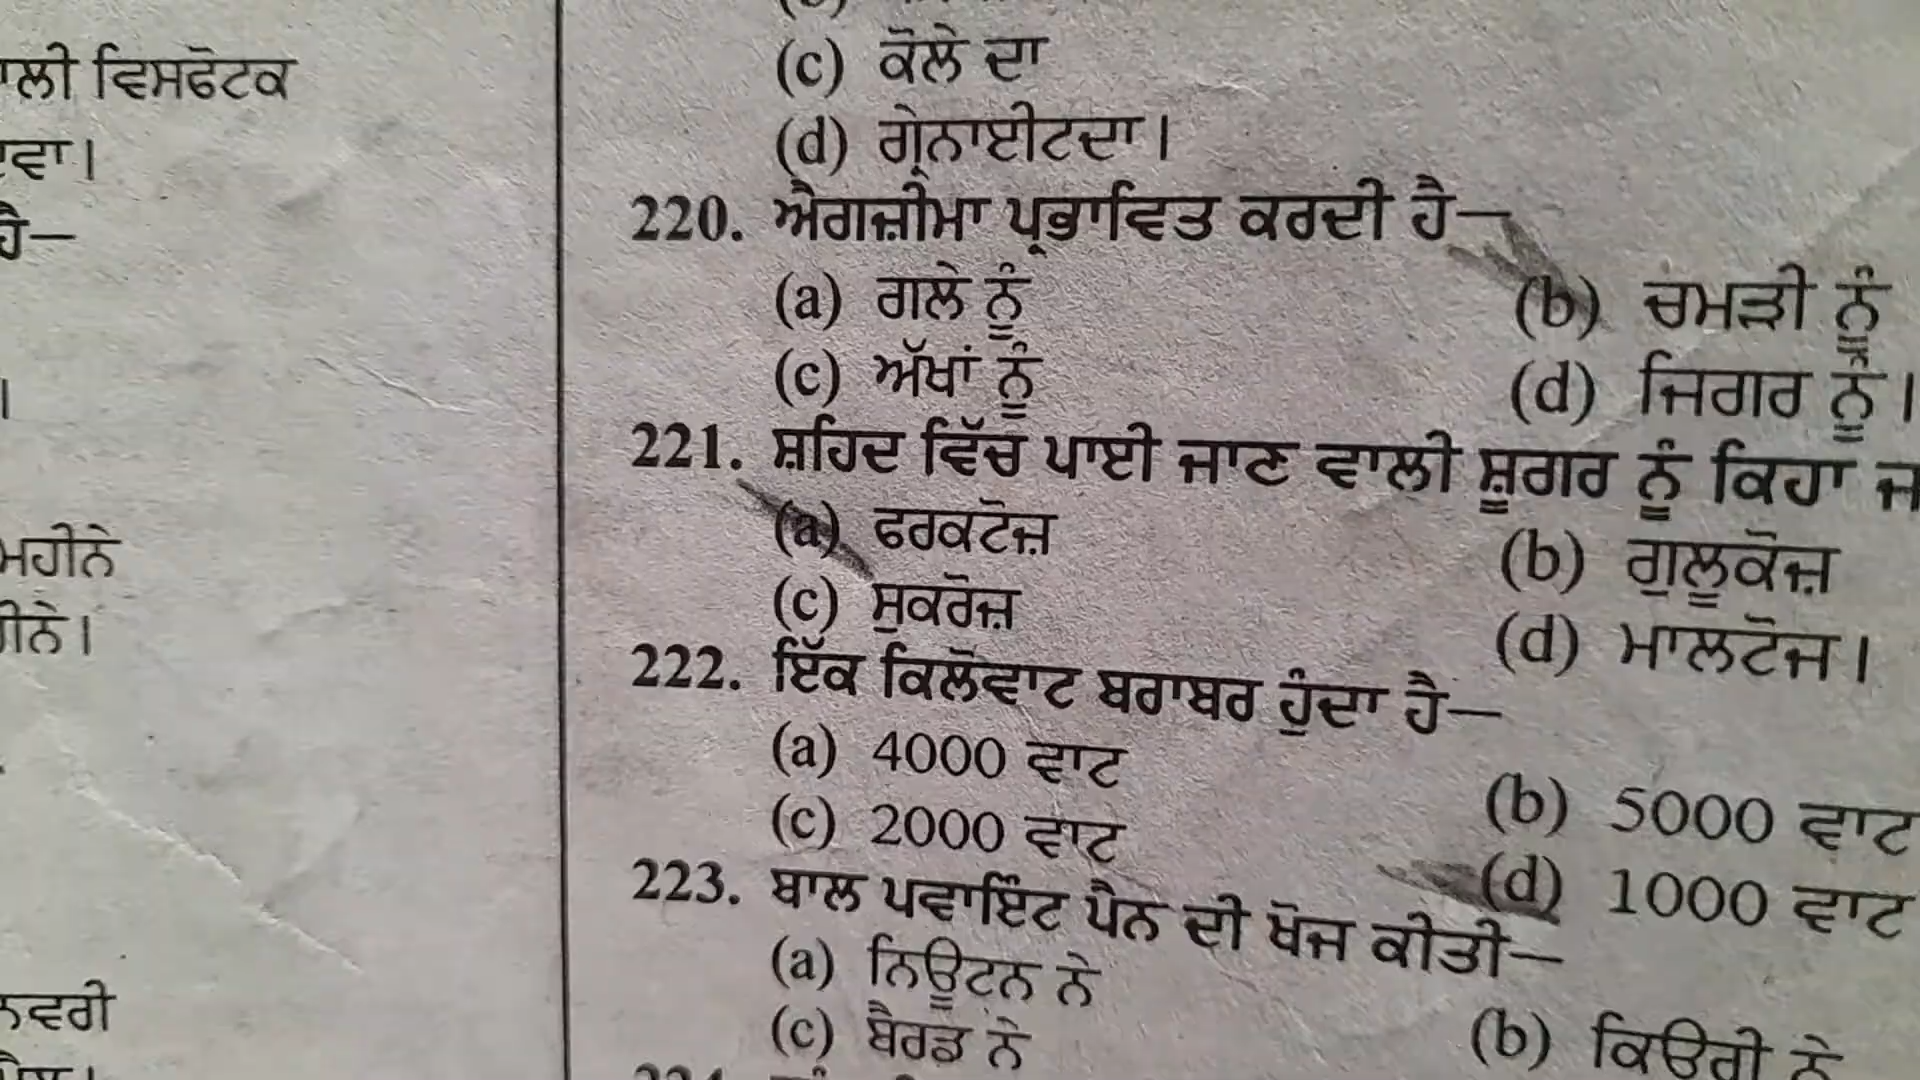 ਵਿਸਫੋਟਕ
ਹੈ—
ਮਹੀਨੇ
(c) ਕੋਲੇ ਦਾ
(d) ਗ੍ਰੇਨਾਈਟਦਾ।
220. ਐਗਜ਼ੀਮਾ ਪ੍ਰਭਾਵਿਤ ਕਰਦੀ ਹੈ—
(a) ਗਲੇ ਨੂੰ (b) ਚਮੜੀ ਨੂੰ
(c) ਅੱਖਾਂ ਨੂੰ (d) ਜਿਗਰ ਨੂੰ।
221. ਸ਼ਹਿਦ ਵਿੱਚ ਪਾਈ ਜਾਣ ਵਾਲੀ ਸ਼ੂਗਰ ਨੂੰ ਕਿਹਾ
(a) ਫਰਕਟੋਜ਼ (b) ਗੁਲੂਕੋਜ਼
(c) ਸੁਕਰੋਜ਼ (d) ਮਾਲਟੋਜ।
222. ਇੱਕ ਕਿਲੋਵਾਟ ਬਰਾਬਰ ਹੁੰਦਾ ਹੈ—
(a) 4000 ਵਾਟ (b) 5000 ਵਾਟ
(c) 2000 ਵਾਟ (d) 1000 ਵਾਟ
223. ਬਾਲ ਪਵਾਇੰਟ ਪੈਨ ਦੀ ਖੋਜ ਕੀਤੀ—
(a) ਨਿਊਟਨ ਨੇ (b) ਕਿਊਰੀ ਨੇ
(c) ਬੈਰਡ ਨੇ